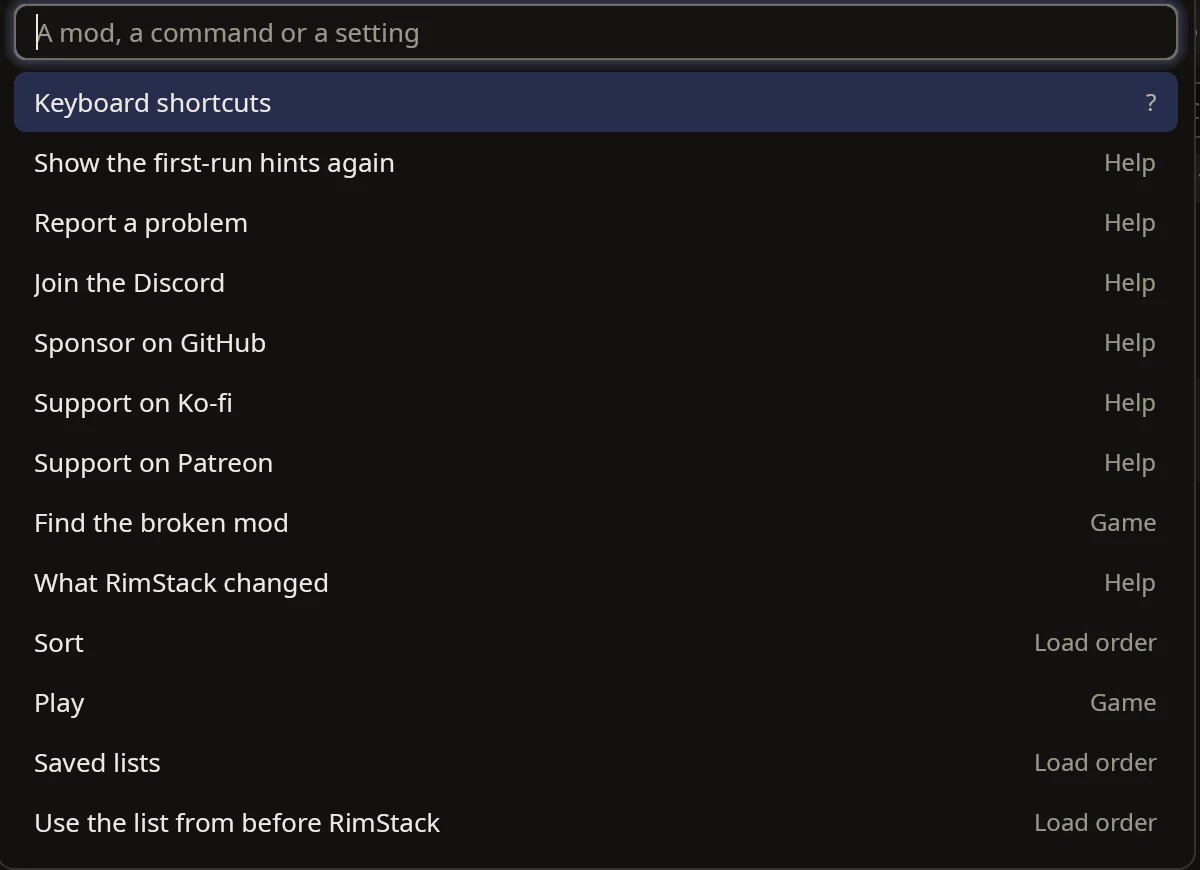 A mod, a command or a setting
Keyboard shortcuts ?
Show the first-run hints again Help
Report a problem Help
Join the Discord Help
Sponsor on GitHub Help
Support on Ko-fi Help
Support on Patreon Help
Find the broken mod Game
What RimStack changed Help
Sort Load order
Play Game
Saved lists Load order
Use the list from before RimStack Load order